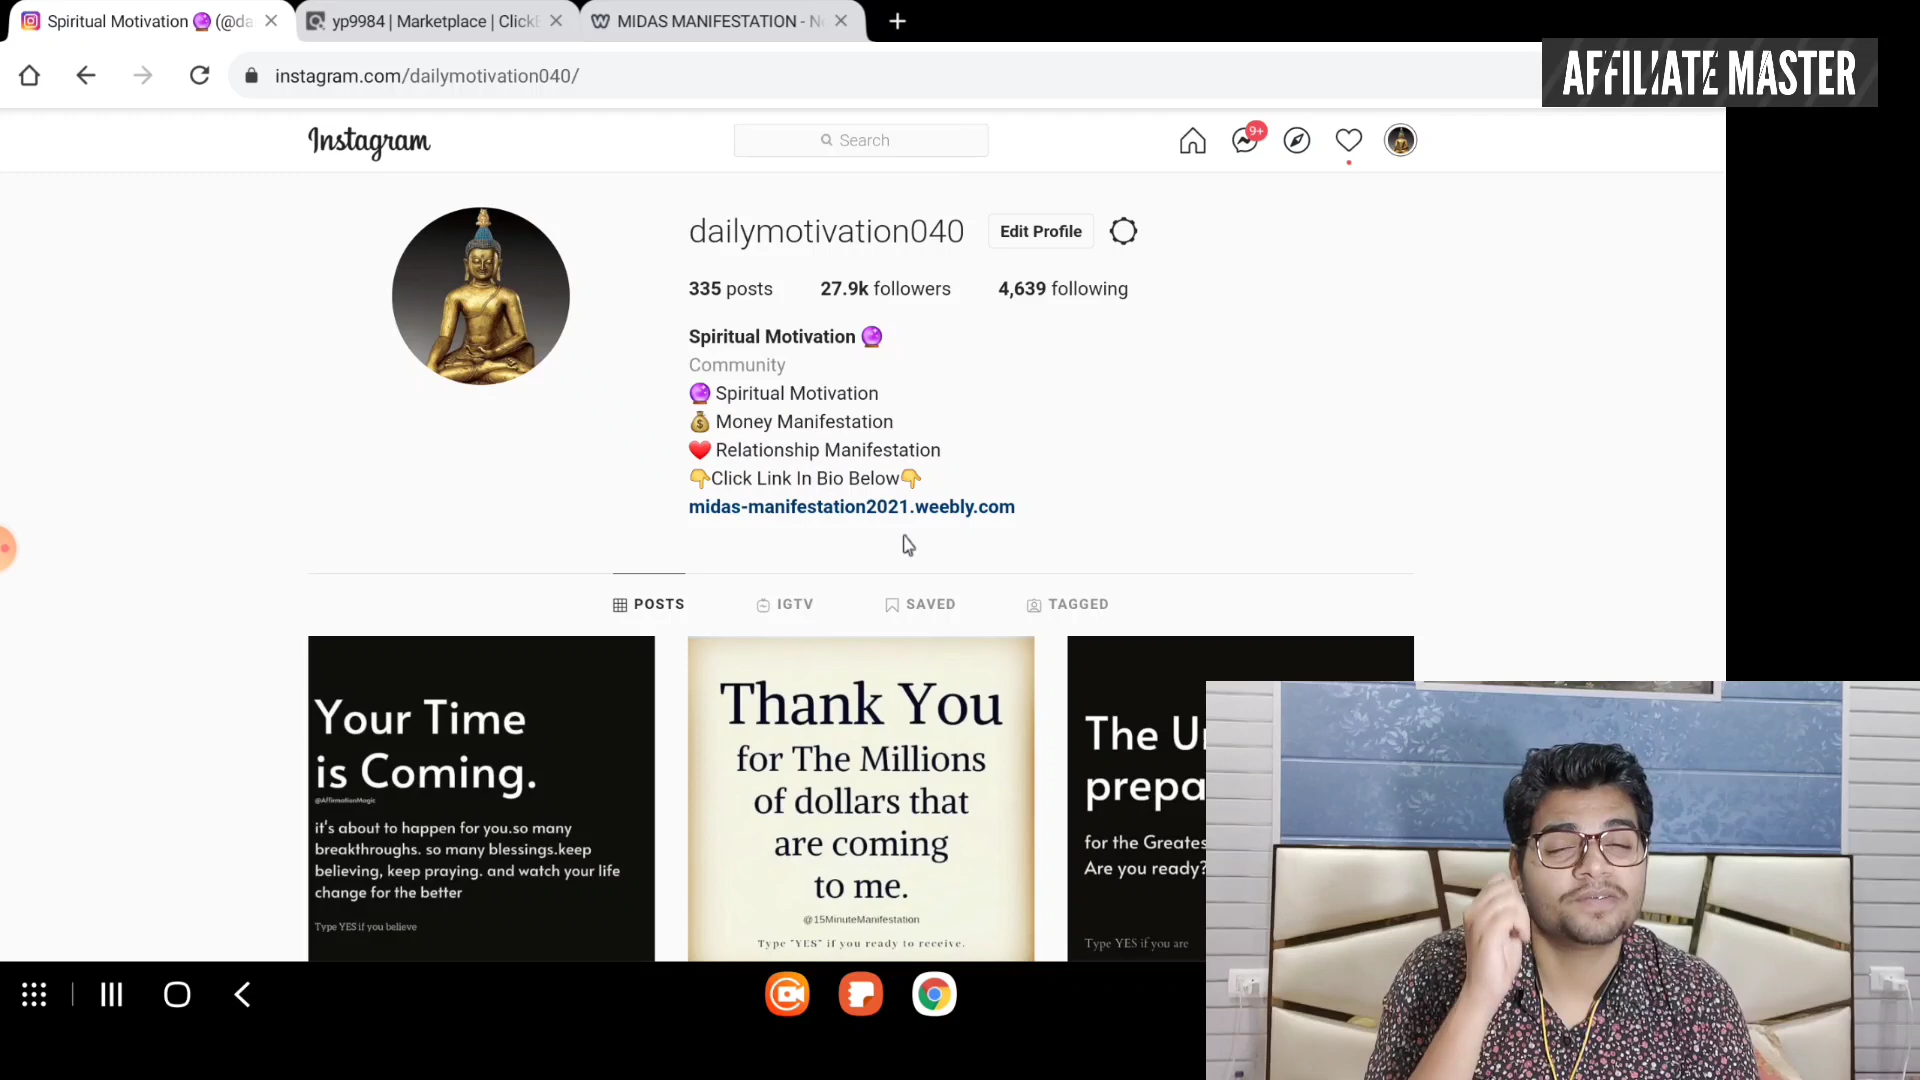 Spiritual Motivation 🔮 (@da
yp9984 | Marketplace | Click
MIDAS MANIFESTATION - N
instagram.com/dailymotivation040/
AFFILIATE MASTER
Instagram
Search
9+
dailymotivation040
Edit Profile
335 posts
27.9k followers
4,639 following
Spiritual Motivation 🔮
Community
🔮 Spiritual Motivation
💰 Money Manifestation
❤️ Relationship Manifestation
👇Click Link In Bio Below👇
midas-manifestation2021.weebly.com
POSTS
IGTV
SAVED
TAGGED
Your Time
is Coming.
@AffirmationMagic
it's about to happen for you.so many
breakthroughs. so many blessings.keep
believing, keep praying. and watch your life
change for the better
Type YES if you believe
Thank You
for The Millions
of dollars that
are coming
to me.
@15MinuteManifestation
Type "YES" if you ready to receive.
The
prepa
for the Greates
Are you ready?
Type YES if you are